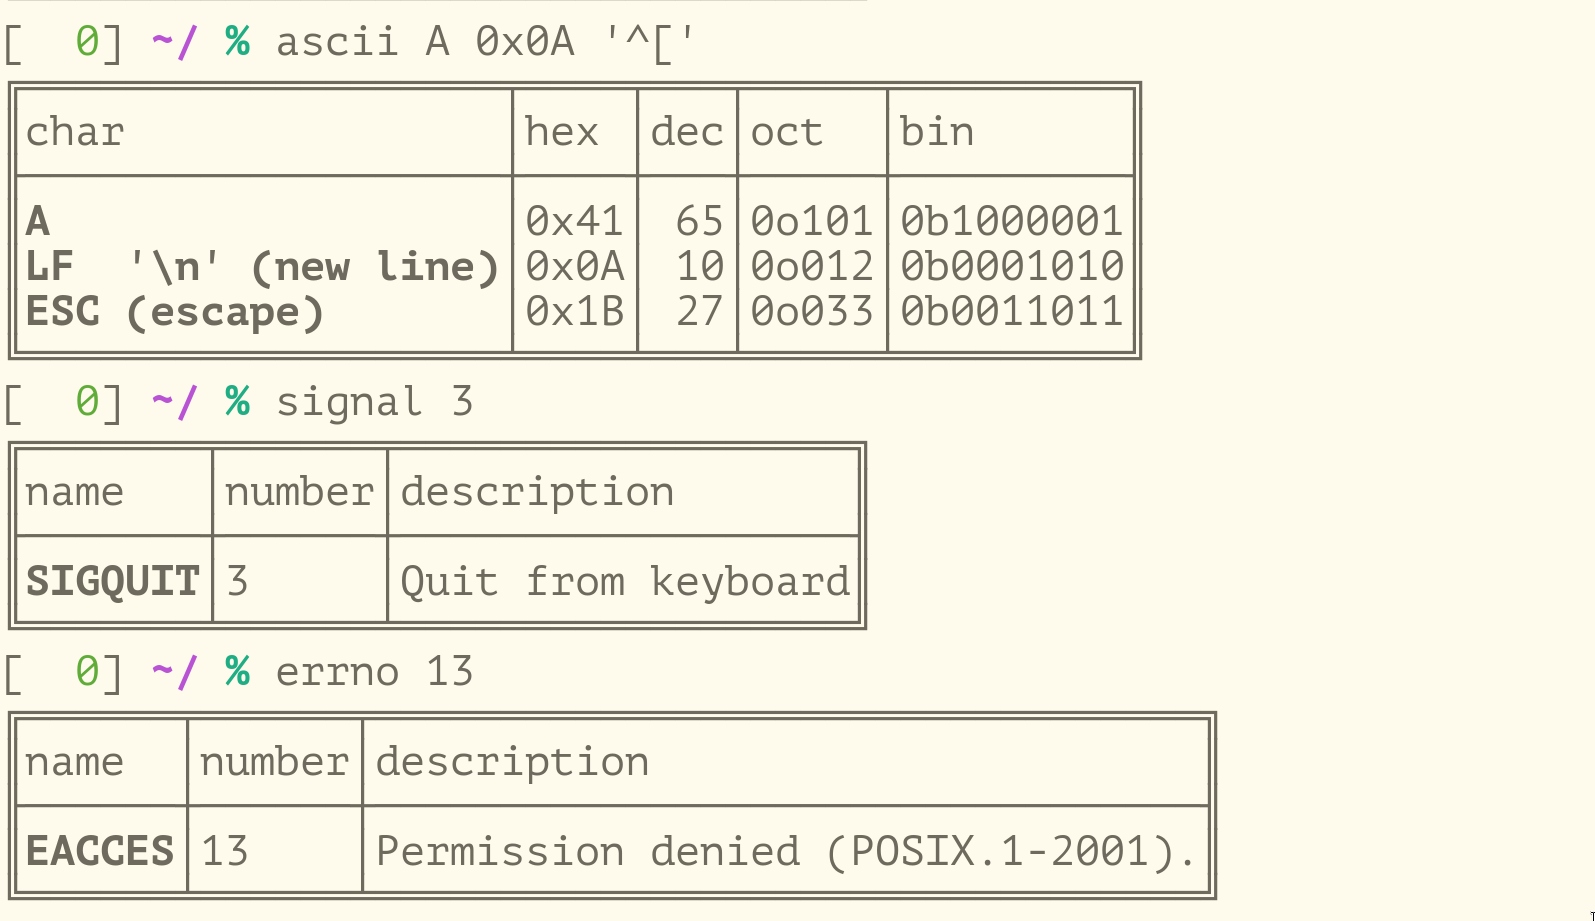 [  0] ~/ % ascii A 0x0A '^['
char hex dec oct bin
A 0x41 65 0o101 0b1000001
LF  '\n' (new line) 0x0A 10 0o012 0b0001010
ESC (escape) 0x1B 27 0o033 0b0011011
[  0] ~/ % signal 3
name number description
SIGQUIT 3 Quit from keyboard
[  0] ~/ % errno 13
name number description
EACCES 13 Permission denied (POSIX.1-2001).